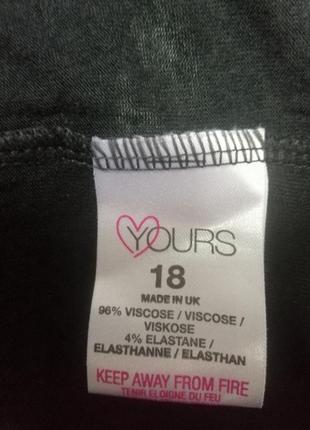 YOURS
18
MADE IN UK
96% VISCOSE / VISCOSE /
VISKOSE
4% ELASTANE /
ELASTHANNE / ELASTHAN
KEEP AWAY FROM FIRE
TENIR ELOIGNE DU FEU